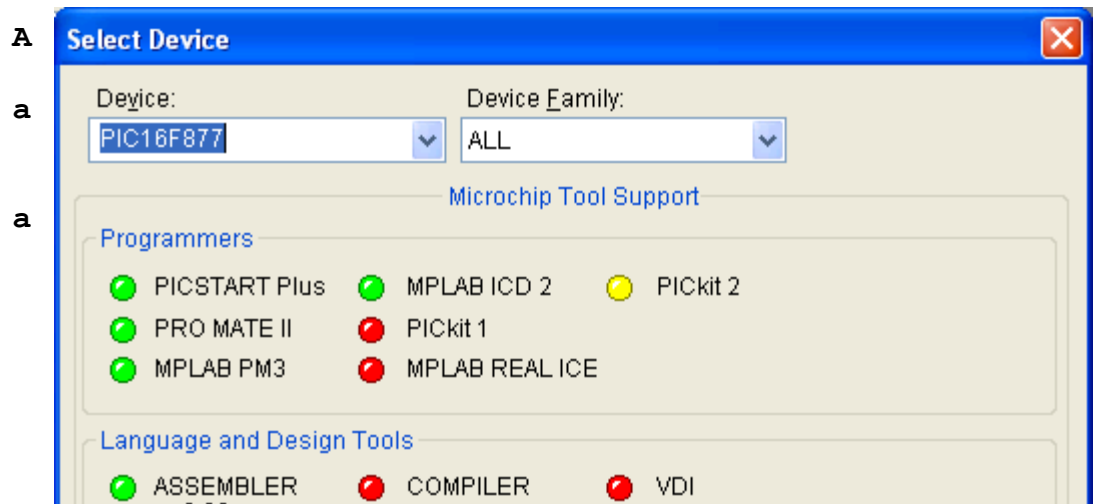 A
Select Device
a
Device: Device Family:
PIC16F877 ALL
a
Microchip Tool Support
Programmers
PICSTART Plus MPLAB ICD 2 PICkit 2
PRO MATE II PICkit 1
MPLAB PM3 MPLAB REAL ICE
Language and Design Tools
ASSEMBLER COMPILER VDI